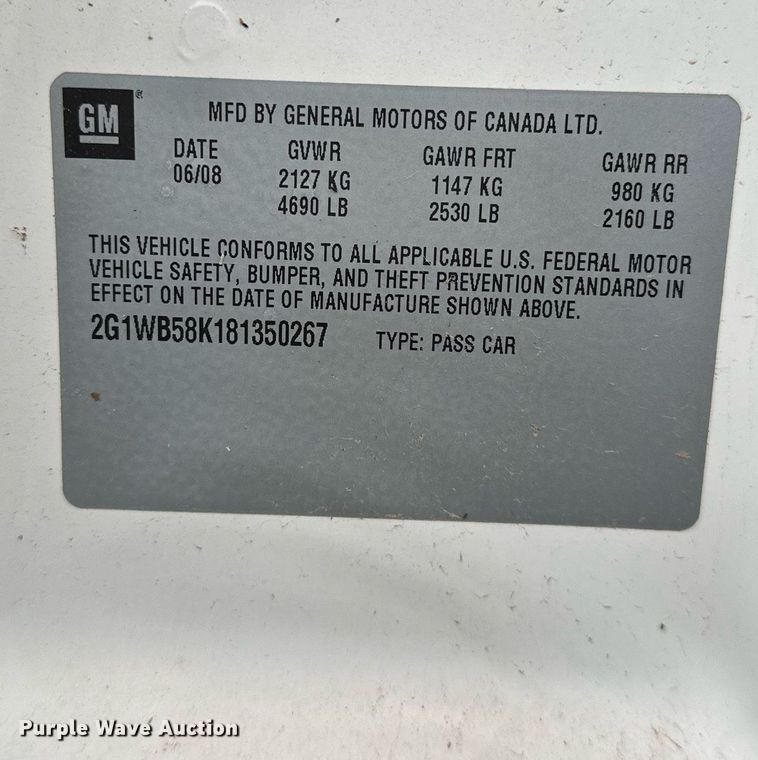 GM ®
MFD BY GENERAL MOTORS OF CANADA LTD.
DATE GVWR GAWR FRT GAWR RR
06/08 2127 KG 1147 KG 980 KG
4690 LB 2530 LB 2160 LB
THIS VEHICLE CONFORMS TO ALL APPLICABLE U.S. FEDERAL MOTOR
VEHICLE SAFETY, BUMPER, AND THEFT PREVENTION STANDARDS IN
EFFECT ON THE DATE OF MANUFACTURE SHOWN ABOVE.
2G1WB58K181350267 TYPE: PASS CAR
Purple Wave Auction